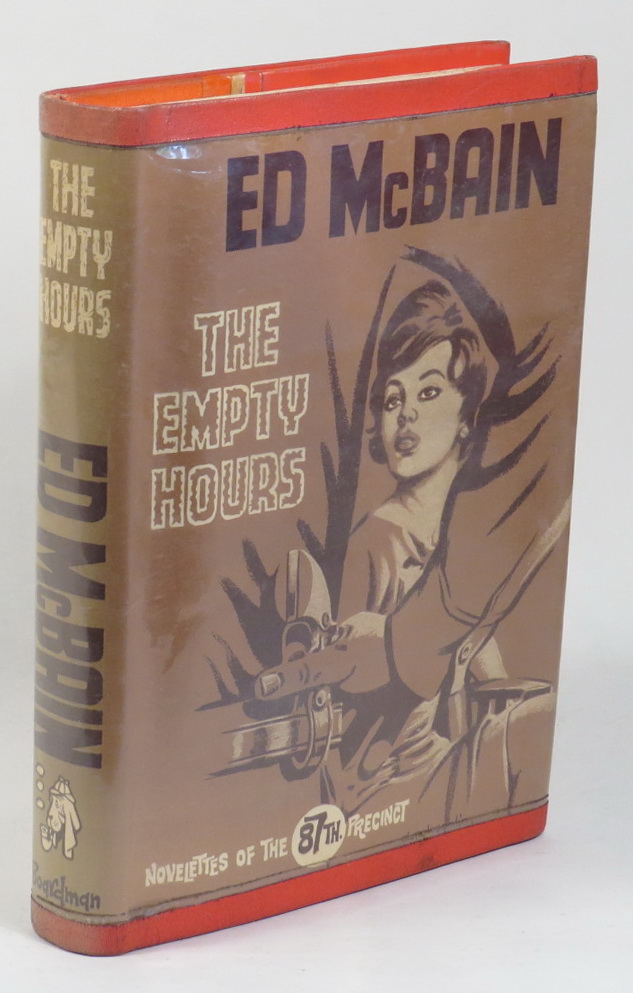 THE
EMPTY
HOURS
ED McBAIN
Boardman
ED McBAIN
THE
EMPTY
HOURS
NOVELETTES OF THE 87TH. PRECINCT